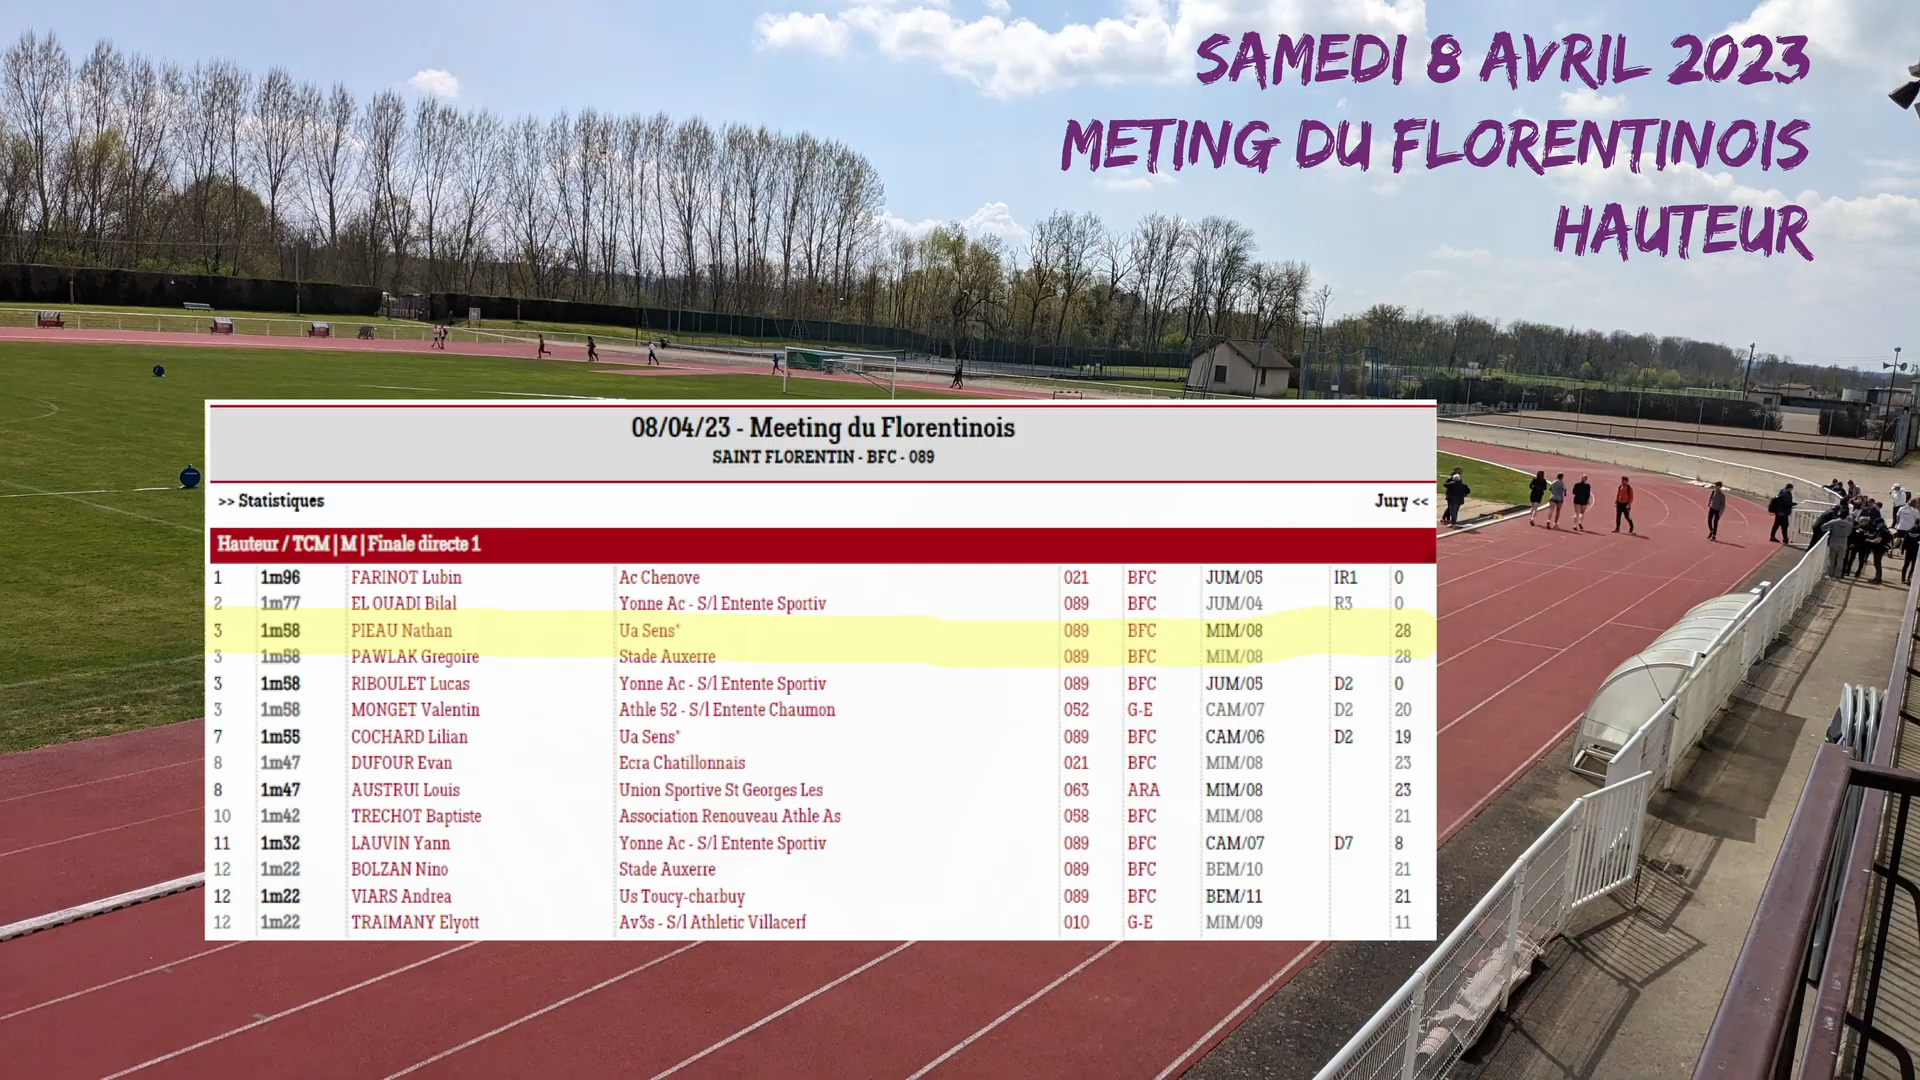 SAMEDI 8 AVRIL 2023
METING DU FLORENTINOIS
HAUTEUR
08/04/23 - Meeting du Florentinois
SAINT FLORENTIN - BFC - 089
>> Statistiques Jury <<
Hauteur / TCM | M | Finale directe 1
1 1m96 FARINOT Lubin Ac Chenove 021 BFC JUM/05 IR1 0
2 1m77 EL OUADI Bilal Yonne Ac - S/l Entente Sportiv 089 BFC JUM/04 R3 0
3 1m58 PIEAU Nathan Ua Sens* 089 BFC MIM/08 28
3 1m58 PAWLAK Gregoire Stade Auxerre 089 BFC MIM/08 28
3 1m58 RIBOULET Lucas Yonne Ac - S/l Entente Sportiv 089 BFC JUM/05 D2 0
3 1m58 MONGET Valentin Athle 52 - S/l Entente Chaumon 052 G-E CAM/07 D2 20
7 1m55 COCHARD Lilian Ua Sens* 089 BFC CAM/06 D2 19
8 1m47 DUFOUR Evan Ecra Chatillonnais 021 BFC MIM/08 23
8 1m47 AUSTRUI Louis Union Sportive St Georges Les 063 ARA MIM/08 23
10 1m42 TRECHOT Baptiste Association Renouveau Athle As 058 BFC MIM/08 21
11 1m32 LAUVIN Yann Yonne Ac - S/l Entente Sportiv 089 BFC CAM/07 D7 8
12 1m22 BOLZAN Nino Stade Auxerre 089 BFC BEM/10 21
12 1m22 VIARS Andrea Us Toucy-charbuy 089 BFC BEM/11 21
12 1m22 TRAIMANY Elyott Av3s - S/l Athletic Villacerf 010 G-E MIM/09 11